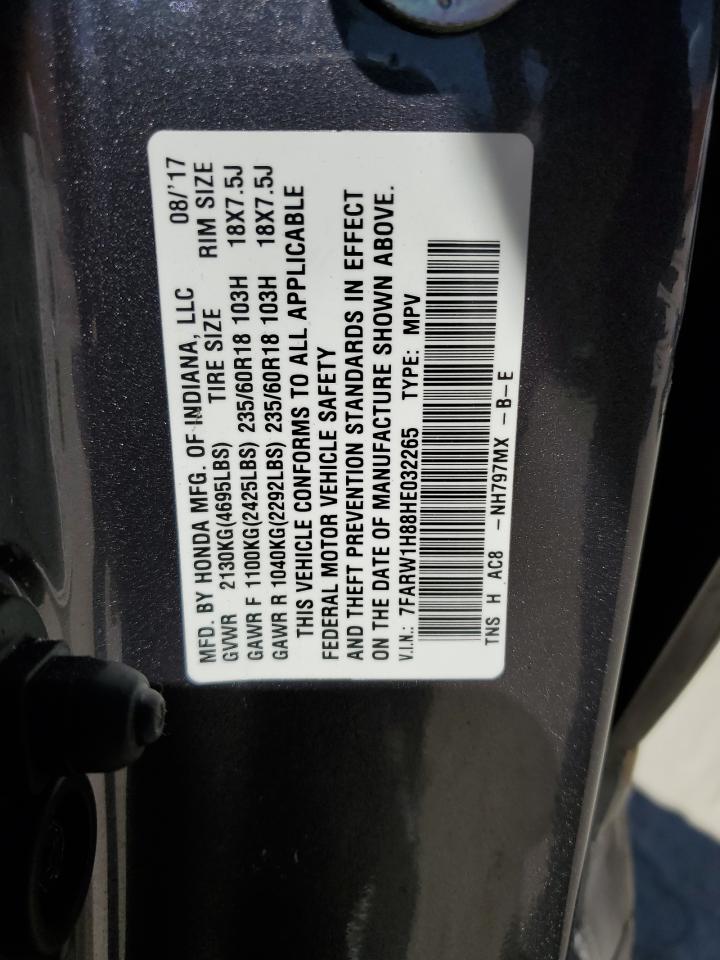 MFD. BY HONDA MFG. OF INDIANA, LLC 08/'17
GVWR 2130KG(4695LBS) TIRE SIZE RIM SIZE
GAWR F 1100KG(2425LBS) 235/60R18 103H 18X7.5J
GAWR R 1040KG(2292LBS) 235/60R18 103H 18X7.5J
THIS VEHICLE CONFORMS TO ALL APPLICABLE
FEDERAL MOTOR VEHICLE SAFETY
AND THEFT PREVENTION STANDARDS IN EFFECT
ON THE DATE OF MANUFACTURE SHOWN ABOVE.
V.I.N.: 7FARW1H88HE032265 TYPE: MPV
TNS H AC8 -NH797MX -B-E